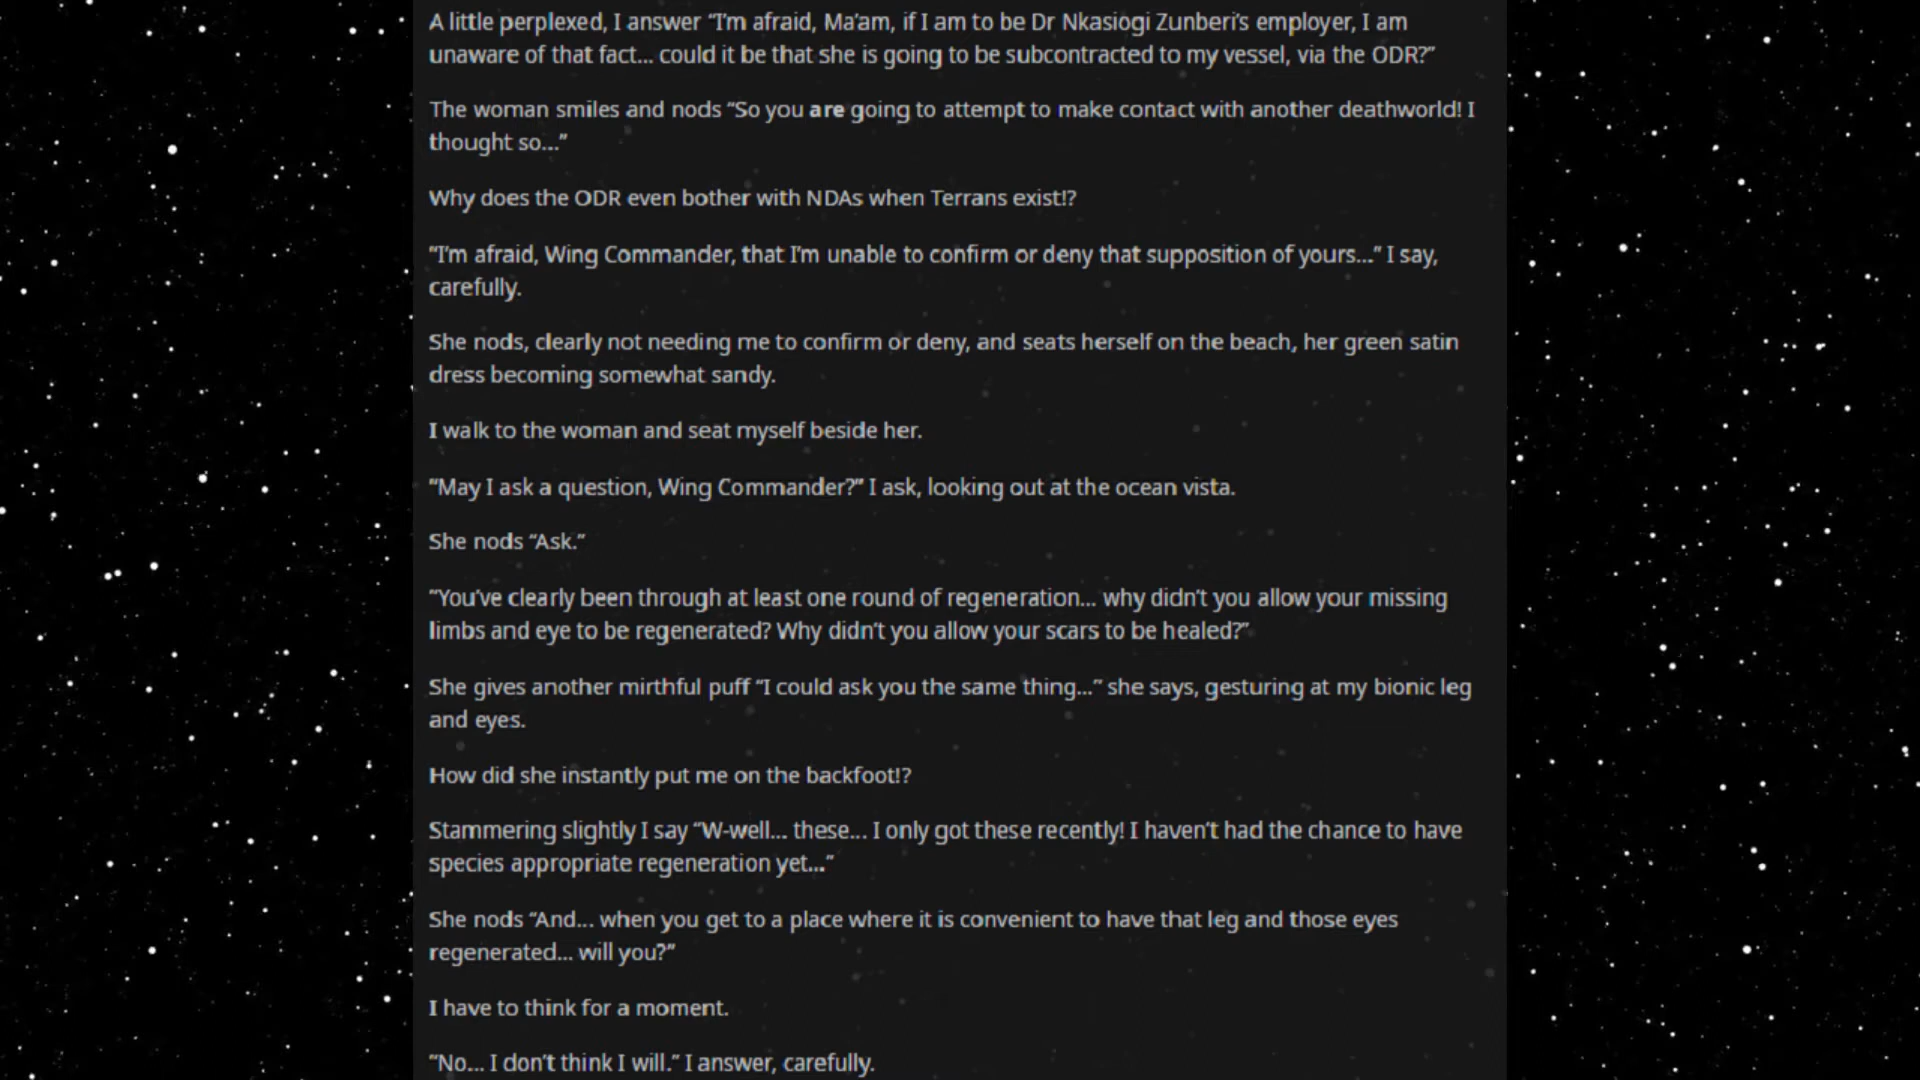 A little perplexed, I answer “I’m afraid, Ma’am, if I am to be Dr Nkasiogi Zunberi’s employer, I am
unaware of that fact... could it be that she is going to be subcontracted to my vessel, via the ODR?”
The woman smiles and nods “So you are going to attempt to make contact with another deathworld! I
thought so...”
Why does the ODR even bother with NDAs when Terrans exist!?
“I’m afraid, Wing Commander, that I’m unable to confirm or deny that supposition of yours...” I say,
carefully.
She nods, clearly not needing me to confirm or deny, and seats herself on the beach, her green satin
dress becoming somewhat sandy.
I walk to the woman and seat myself beside her.
“May I ask a question, Wing Commander?” I ask, looking out at the ocean vista.
She nods “Ask.”
“You’ve clearly been through at least one round of regeneration... why didn’t you allow your missing
limbs and eye to be regenerated? Why didn’t you allow your scars to be healed?”
She gives another mirthful puff “I could ask you the same thing...” she says, gesturing at my bionic leg
and eyes.
How did she instantly put me on the backfoot!?
Stammering slightly I say “W-well... these... I only got these recently! I haven’t had the chance to have
species appropriate regeneration yet...”
She nods “And... when you get to a place where it is convenient to have that leg and those eyes
regenerated... will you?”
I have to think for a moment.
“No... I don’t think I will.” I answer, carefully.